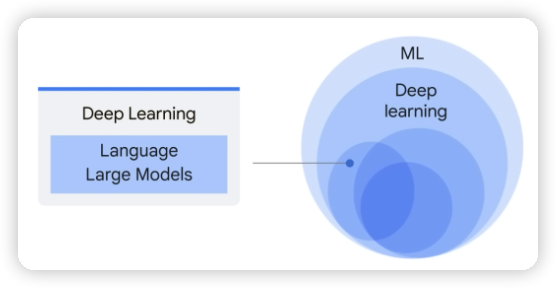 Deep Learning
Language
Large Models
ML
Deep
learning